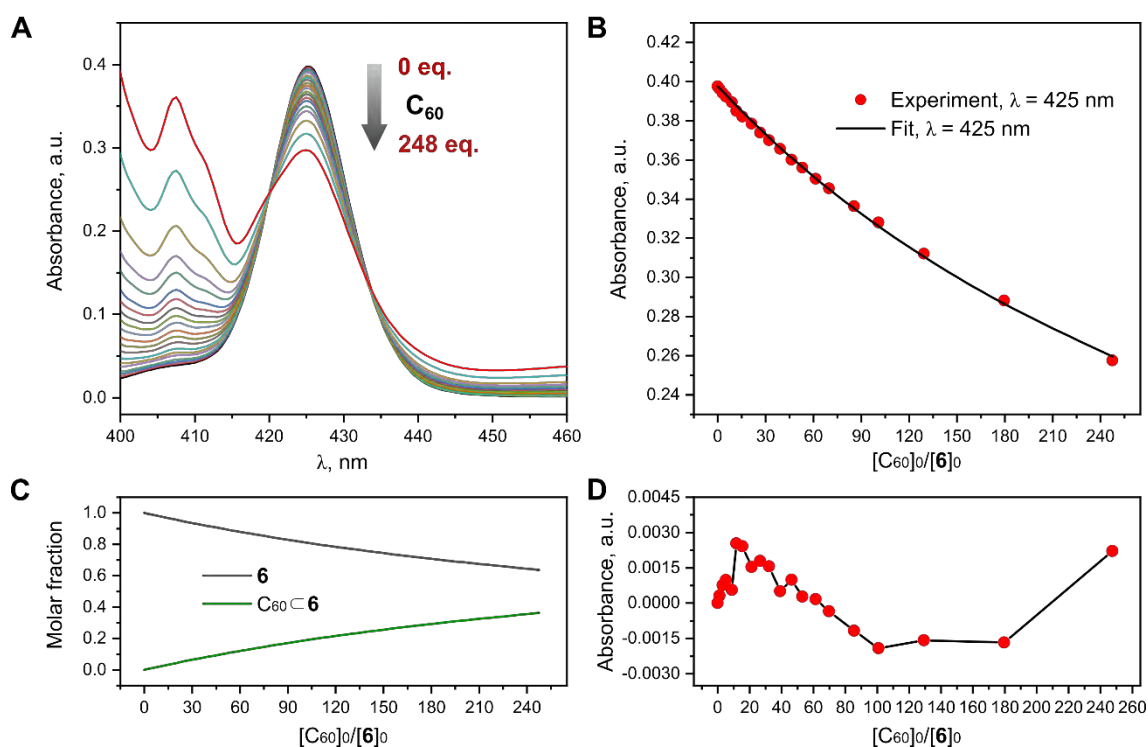 A
0.4
0.3
0.2
0.1
0.0
Absorbance, a.u.
0 eq.
C₆₀
248 eq.
400 410 420 430 440 450 460
λ, nm
B
0.42
0.40
0.38
0.36
0.34
0.32
0.30
0.28
0.26
0.24
Absorbance, a.u.
Experiment, λ = 425 nm
Fit, λ = 425 nm
0 30 60 90 120 150 180 210 240
[C₆₀]₀/[6]₀
C
1.0
0.8
0.6
0.4
0.2
0.0
Molar fraction
6
C₆₀⊂6
0 30 60 90 120 150 180 210 240
[C₆₀]₀/[6]₀
D
0.0045
0.0030
0.0015
0.0000
-0.0015
-0.0030
Absorbance, a.u.
0 20 40 60 80 100 120 140 160 180 200 220 240 260
[C₆₀]₀/[6]₀